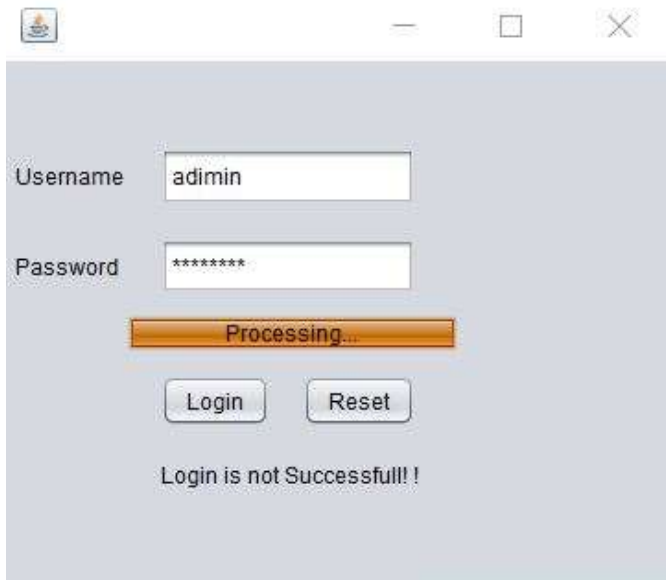 Username adimin
Password ********
Processing...
Login Reset
Login is not Successfull! !